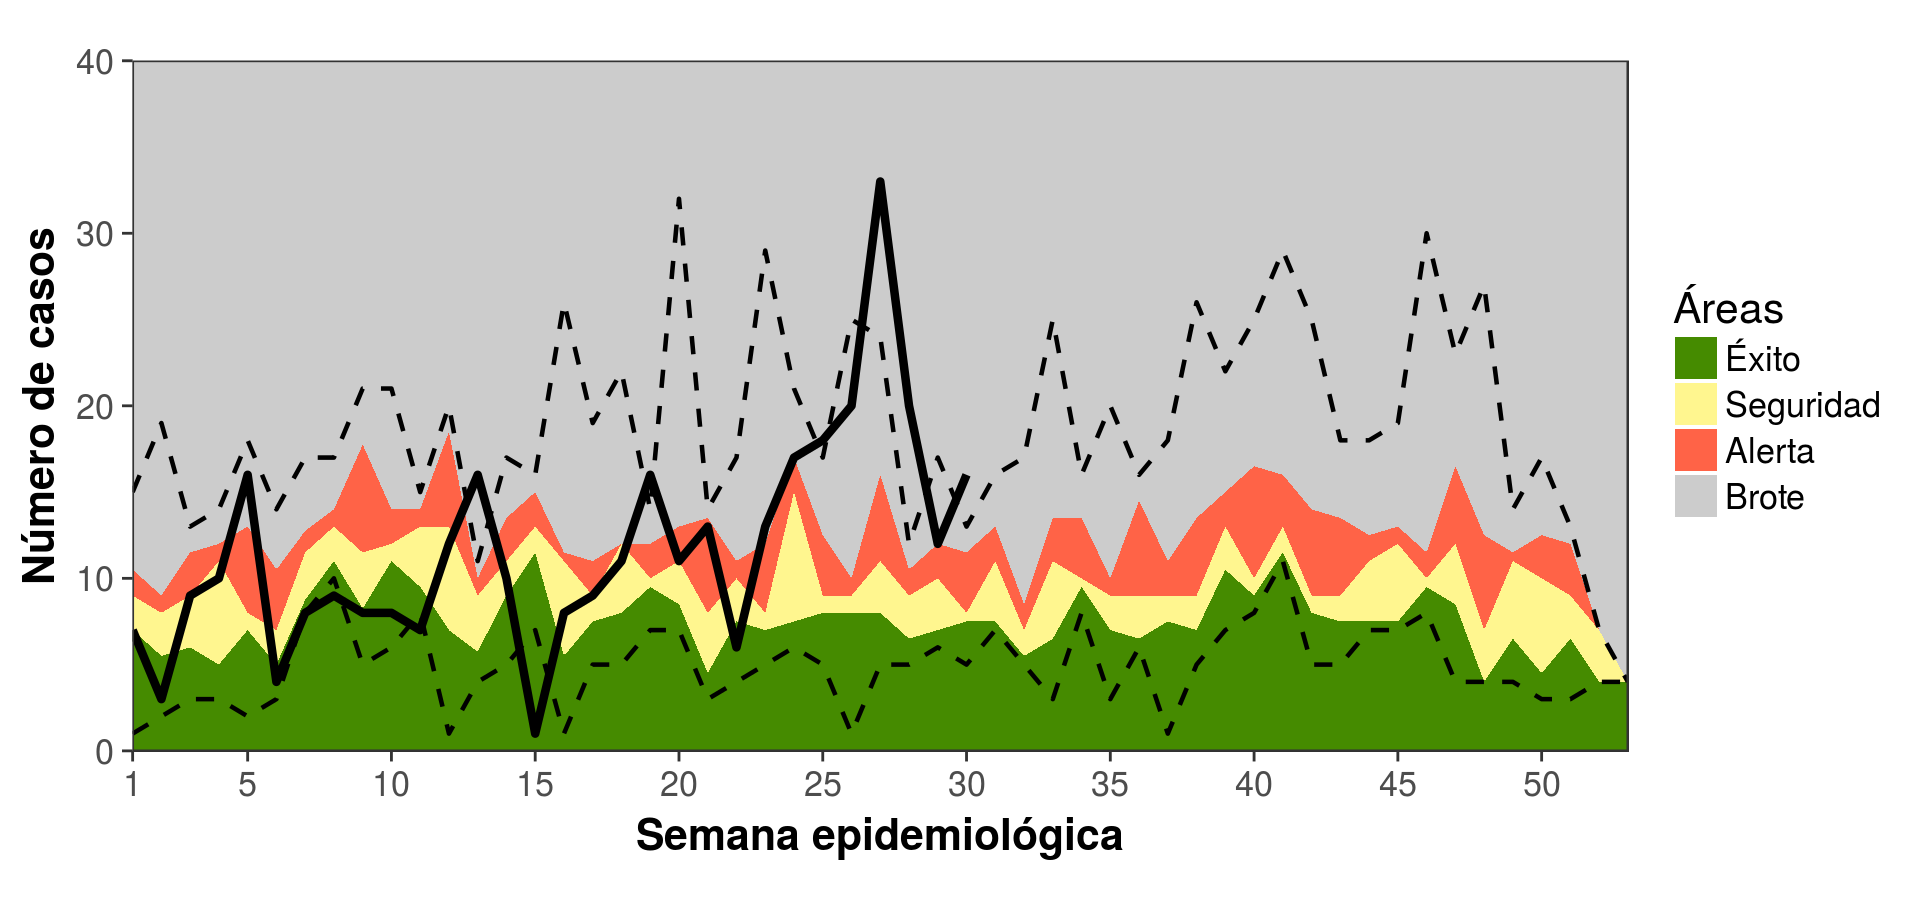 40
30
20
10
0
Número de casos
1 5 10 15 20 25 30 35 40 45 50
Semana epidemiológica
Áreas
Éxito
Seguridad
Alerta
Brote